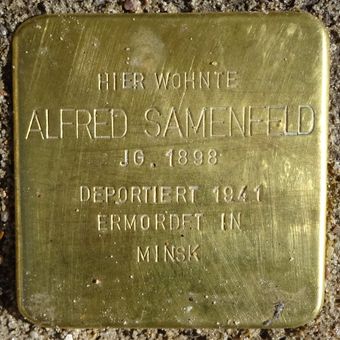 HIER WOHNTE
ALFRED SAMENFELD
JG. 1898
DEPORTIERT 1941
ERMORDET IN
MINSK